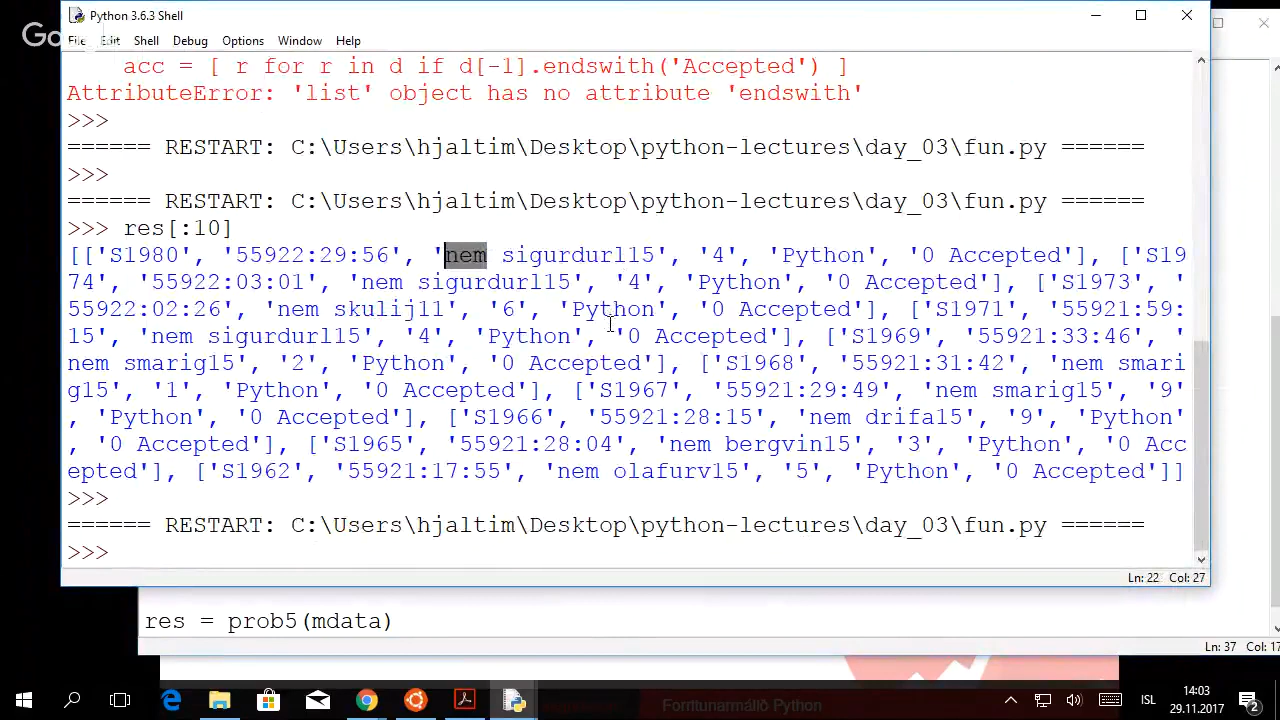 Python 3.6.3 Shell
File Edit Shell Debug Options Window Help
acc = [ r for r in d if d[-1].endswith('Accepted') ]
AttributeError: 'list' object has no attribute 'endswith'
>>>
====== RESTART: C:\Users\hjaltim\Desktop\python-lectures\day_03\fun.py ======
>>>
====== RESTART: C:\Users\hjaltim\Desktop\python-lectures\day_03\fun.py ======
>>> res[:10]
[['S1980', '55922:29:56', 'nem sigurdurl15', '4', 'Python', '0 Accepted'], ['S19
74', '55922:03:01', 'nem sigurdurl15', '4', 'Python', '0 Accepted'], ['S1973', '
55922:02:26', 'nem skulij11', '6', 'Python', '0 Accepted'], ['S1971', '55921:59:
15', 'nem sigurdurl15', '4', 'Python', '0 Accepted'], ['S1969', '55921:33:46', '
nem smarig15', '2', 'Python', '0 Accepted'], ['S1968', '55921:31:42', 'nem smari
g15', '1', 'Python', '0 Accepted'], ['S1967', '55921:29:49', 'nem smarig15', '9'
, 'Python', '0 Accepted'], ['S1966', '55921:28:15', 'nem drifa15', '9', 'Python'
, '0 Accepted'], ['S1965', '55921:28:04', 'nem bergvin15', '3', 'Python', '0 Acc
epted'], ['S1962', '55921:17:55', 'nem olafurv15', '5', 'Python', '0 Accepted']]
>>>
====== RESTART: C:\Users\hjaltim\Desktop\python-lectures\day_03\fun.py ======
>>>
Ln: 22 Col: 27
res = prob5(mdata)
Ln: 37 Col: 17
Forritunarmálið Python
ÍSL
14:03
29.11.2017
2